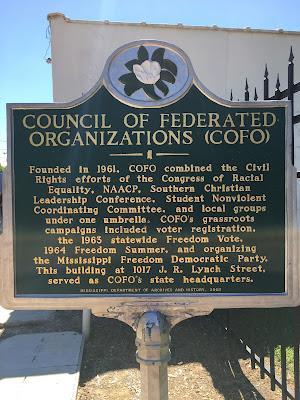 COUNCIL OF FEDERATED
ORGANIZATIONS (COFO)
Founded in 1961, COFO combined the Civil
Rights efforts of the Congress of Racial
Equality, NAACP, Southern Christian
Leadership Conference, Student Nonviolent
Coordinating Committee, and local groups
under one umbrella. COFO's grassroots
campaigns included voter registration,
the 1963 statewide Freedom Vote,
1964 Freedom Summer, and organizing
the Mississippi Freedom Democratic Party.
This building at 1017 J. R. Lynch Street,
served as COFO's state headquarters.
MISSISSIPPI DEPARTMENT OF ARCHIVES AND HISTORY,